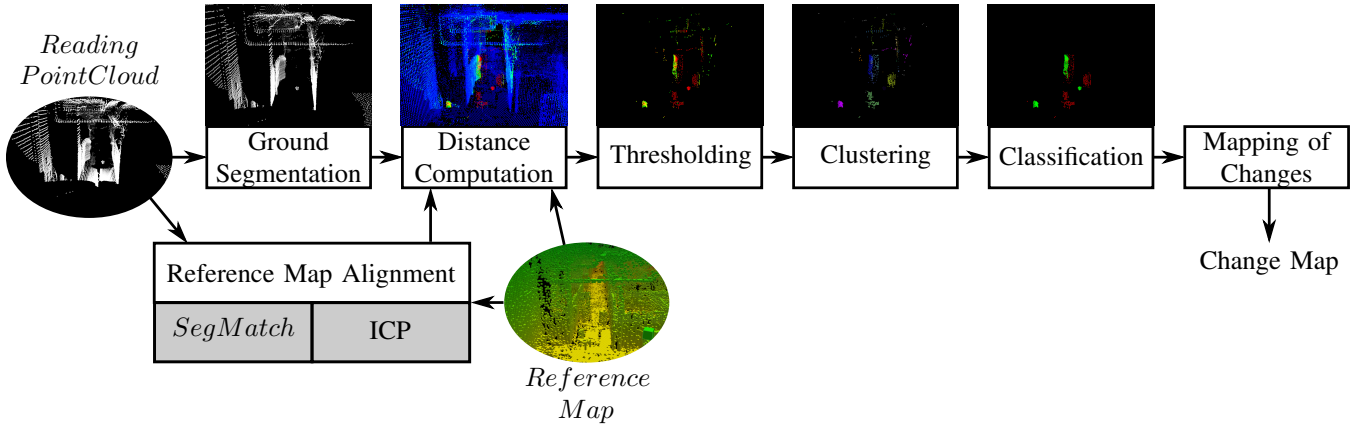 Reading
PointCloud
Ground
Segmentation
Distance
Computation
Thresholding
Clustering
Classification
Mapping of
Changes
Change Map
Reference Map Alignment
SegMatch
ICP
Reference
Map